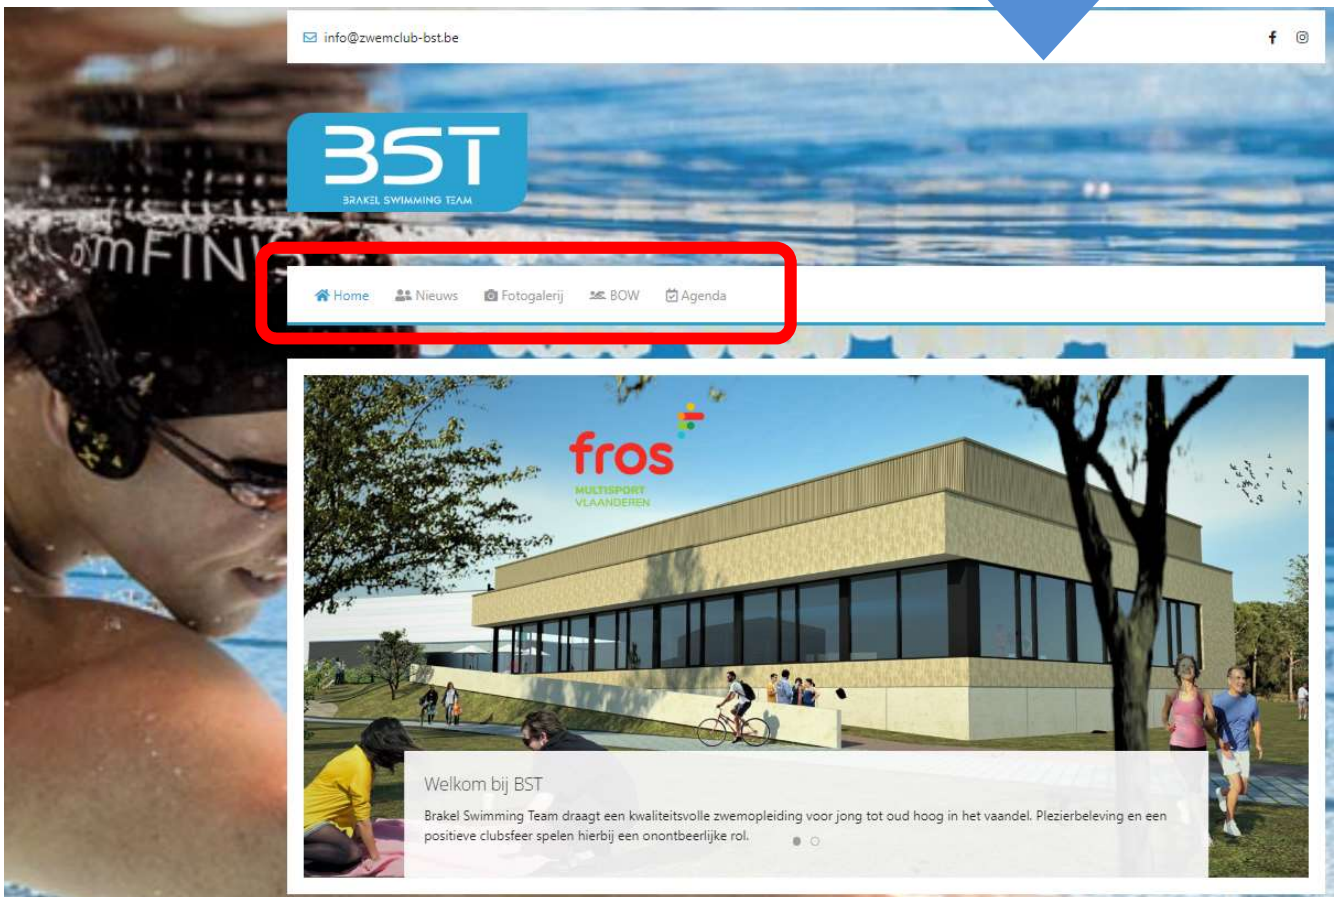 info@zwemclub-bst.be
BST
BRAKEL SWIMMING TEAM
mFINIS
Home Nieuws Fotogalerij BOW Agenda
fros
MULTISPORT
VLAANDEREN
Welkom bij BST
Brakel Swimming Team draagt een kwaliteitsvolle zwemopleiding voor jong tot oud hoog in het vaandel. Plezierbeleving en een
positieve clubsfeer spelen hierbij een onontbeerlijke rol.